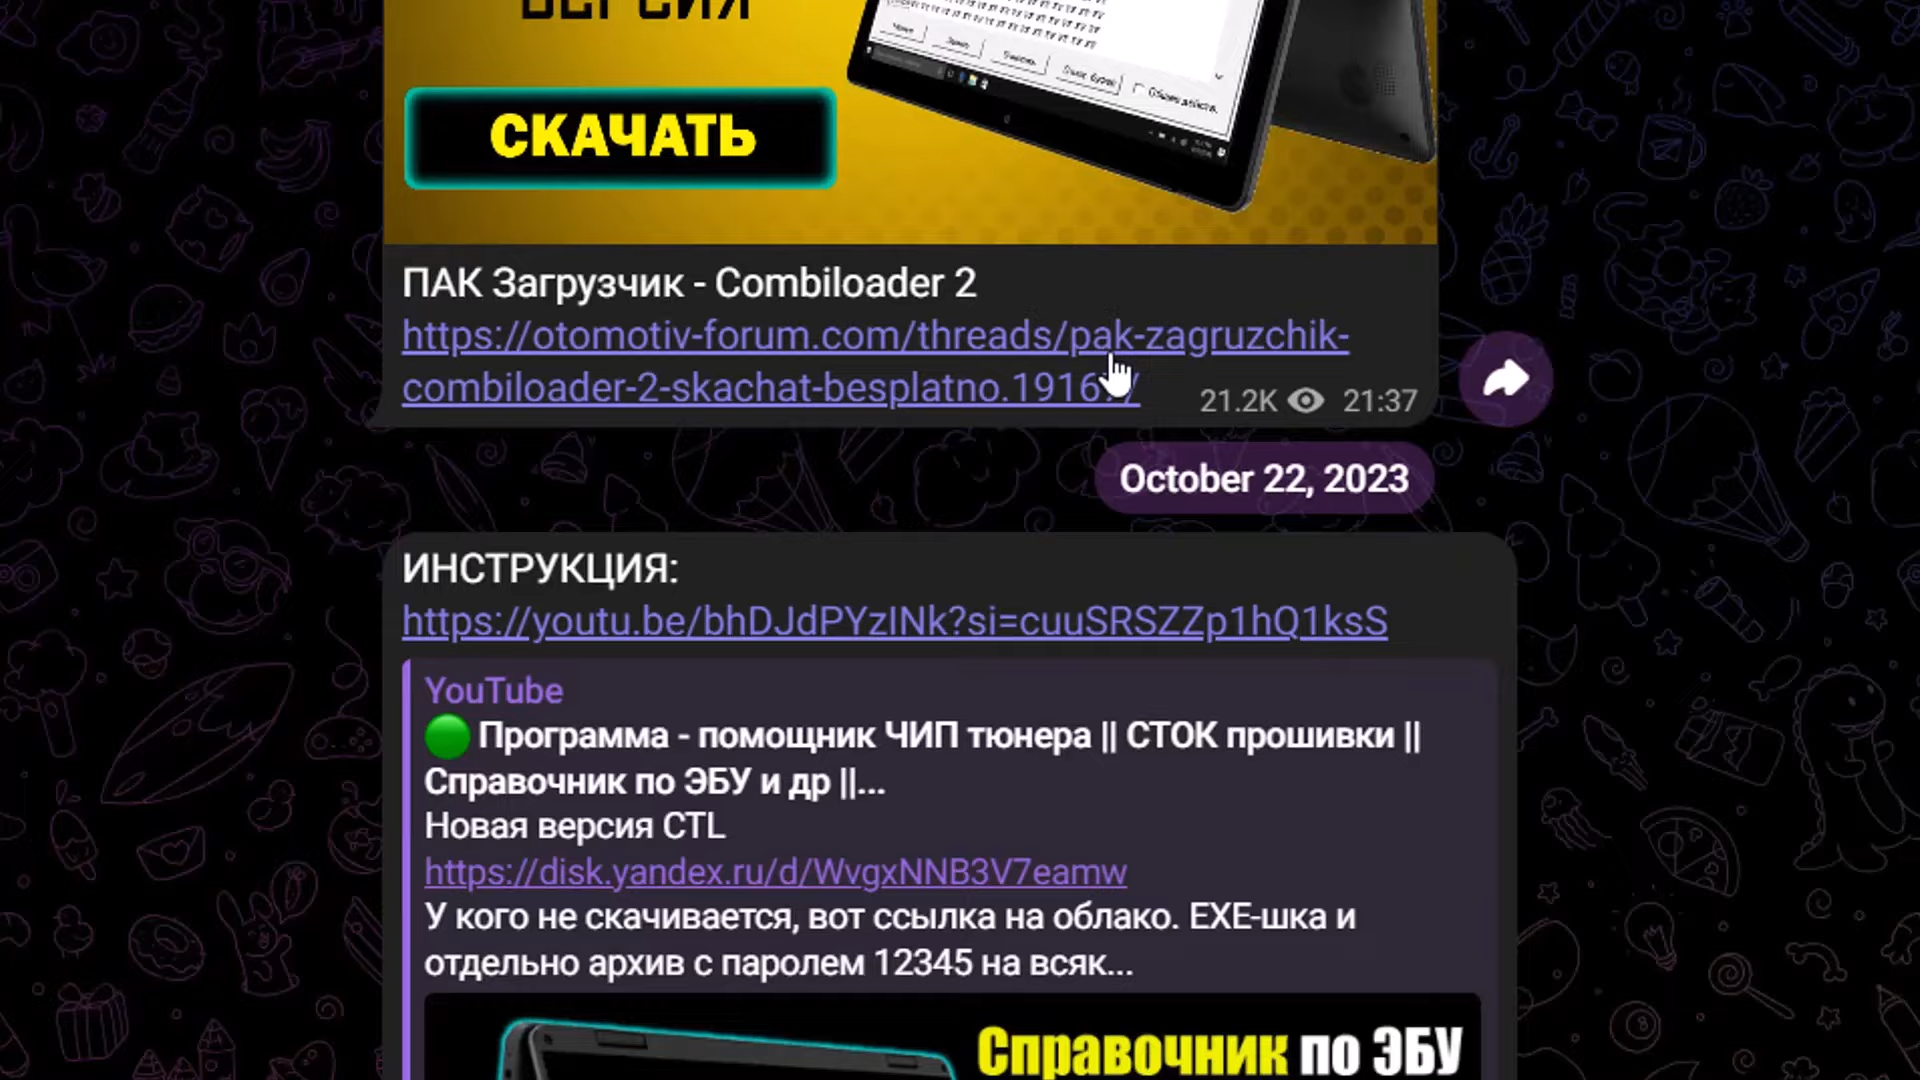 ВЕРСИЯ
СКАЧАТЬ
ПАК Загрузчик - Combiloader 2
https://otomotiv-forum.com/threads/pak-zagruzchik-
combiloader-2-skachat-besplatno.19167/
21.2K 21:37
October 22, 2023
ИНСТРУКЦИЯ:
https://youtu.be/bhDJdPYzINk?si=cuuSRSZZp1hQ1ksS
YouTube
🟢 Программа - помощник ЧИП тюнера || СТОК прошивки ||
Справочник по ЭБУ и др ||...
Новая версия CTL
https://disk.yandex.ru/d/WvgxNNB3V7eamw
У кого не скачивается, вот ссылка на облако. EXE-шка и
отдельно архив с паролем 12345 на всяк...
Справочник по ЭБУ